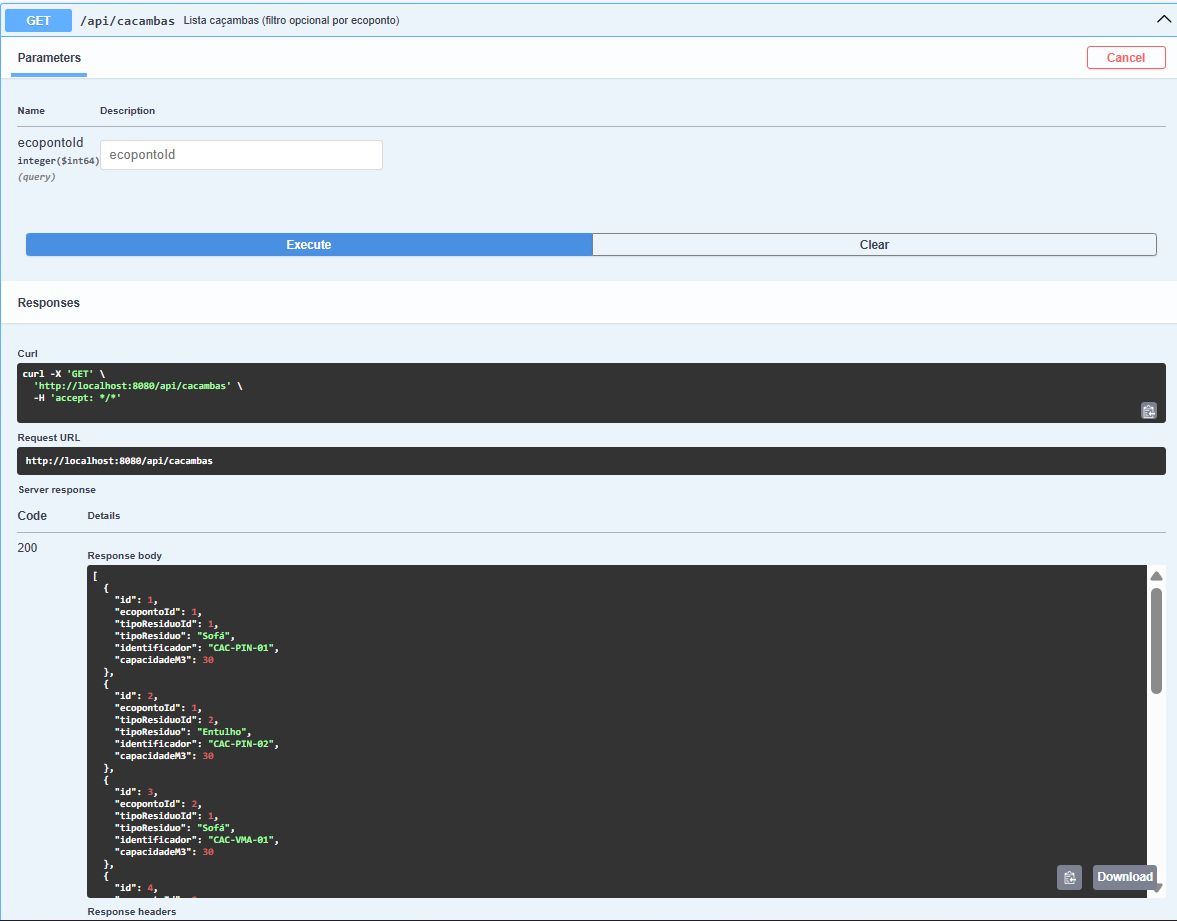 GET /api/cacambas Lista caçambas (filtro opcional por ecoponto)
Parameters
Cancel
Name Description
ecopontoId
integer($int64)
(query)
ecopontoId
Execute Clear
Responses
Curl
curl -X 'GET' \
  'http://localhost:8080/api/cacambas' \
  -H 'accept: */*'
Request URL
http://localhost:8080/api/cacambas
Server response
Code Details
200
Response body
[
  {
    "id": 1,
    "ecopontoId": 1,
    "tipoResiduoId": 1,
    "tipoResiduo": "Sofá",
    "identificador": "CAC-PIN-01",
    "capacidadeM3": 30
  },
  {
    "id": 2,
    "ecopontoId": 1,
    "tipoResiduoId": 2,
    "tipoResiduo": "Entulho",
    "identificador": "CAC-PIN-02",
    "capacidadeM3": 30
  },
  {
    "id": 3,
    "ecopontoId": 2,
    "tipoResiduoId": 1,
    "tipoResiduo": "Sofá",
    "identificador": "CAC-VMA-01",
    "capacidadeM3": 30
  },
  {
    "id": 4,
Download
Response headers